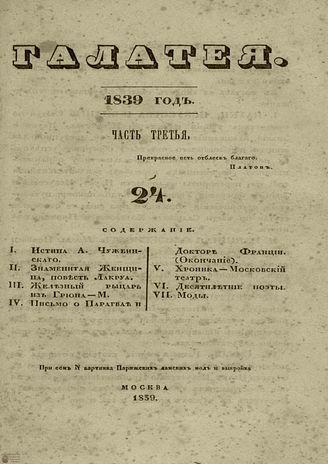 ГАЛАТЕЯ.
1839 ГОДЪ.
ЧАСТЬ ТРЕТЬЯ.
Прекрасное есть отблескъ благаго.
Платонъ.
24.
СОДЕРЖАНІЕ.
I. Истина А. Чужбин-
скаго.
II. Знаменитая Женщи-
на, повѣсть Лакруа.
III. Желѣзный рыцарь
изъ Грюна—М.
IV. Письмо о Парагваѣ и
Докторѣ Франціи.
(Окончаніе).
V. Хроника—Московскій
театръ.
VI. Десятилѣтніе поэты.
VII. Моды.
При семъ N картинка Парижскихъ дамскихъ модъ и выкройка
МОСКВА
1839.